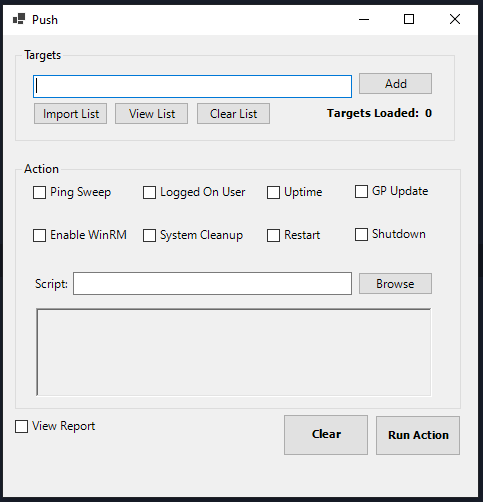 Push
Targets
Add
Import List View List Clear List Targets Loaded: 0
Action
Ping Sweep Logged On User Uptime GP Update
Enable WinRM System Cleanup Restart Shutdown
Script: Browse
View Report Clear Run Action